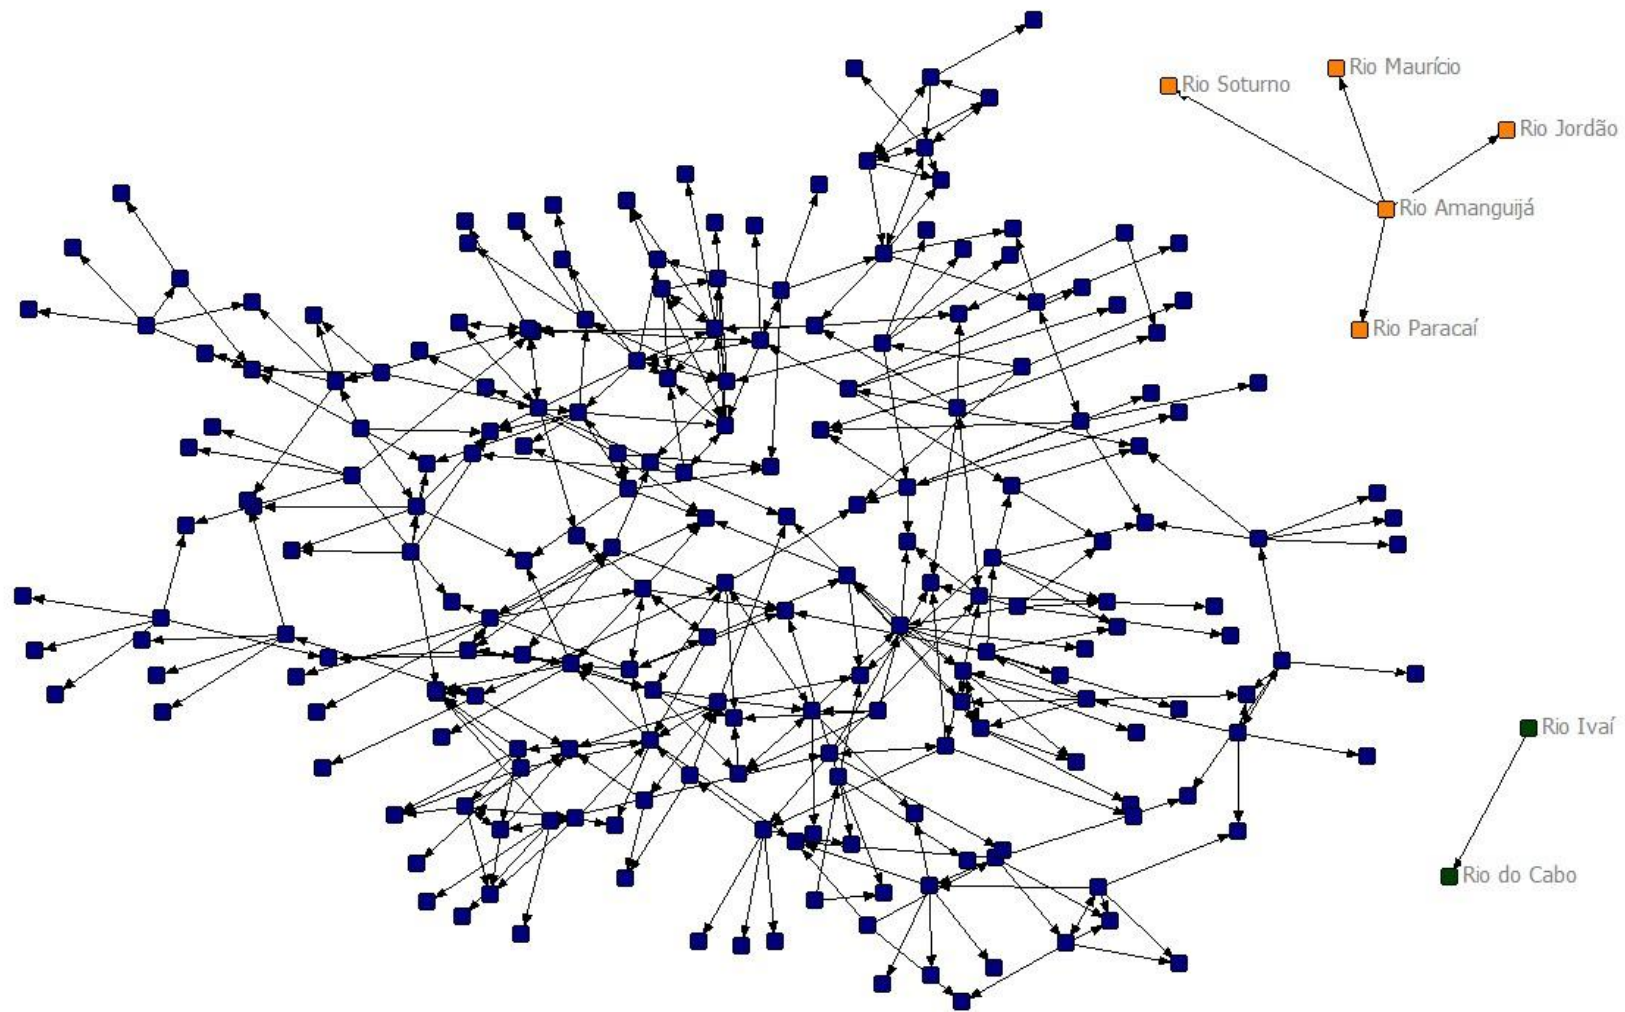 Rio Maurício
Rio Soturno
Rio Jordão
Rio Amanguijá
Rio Paracaí
Rio Ivaí
Rio do Cabo